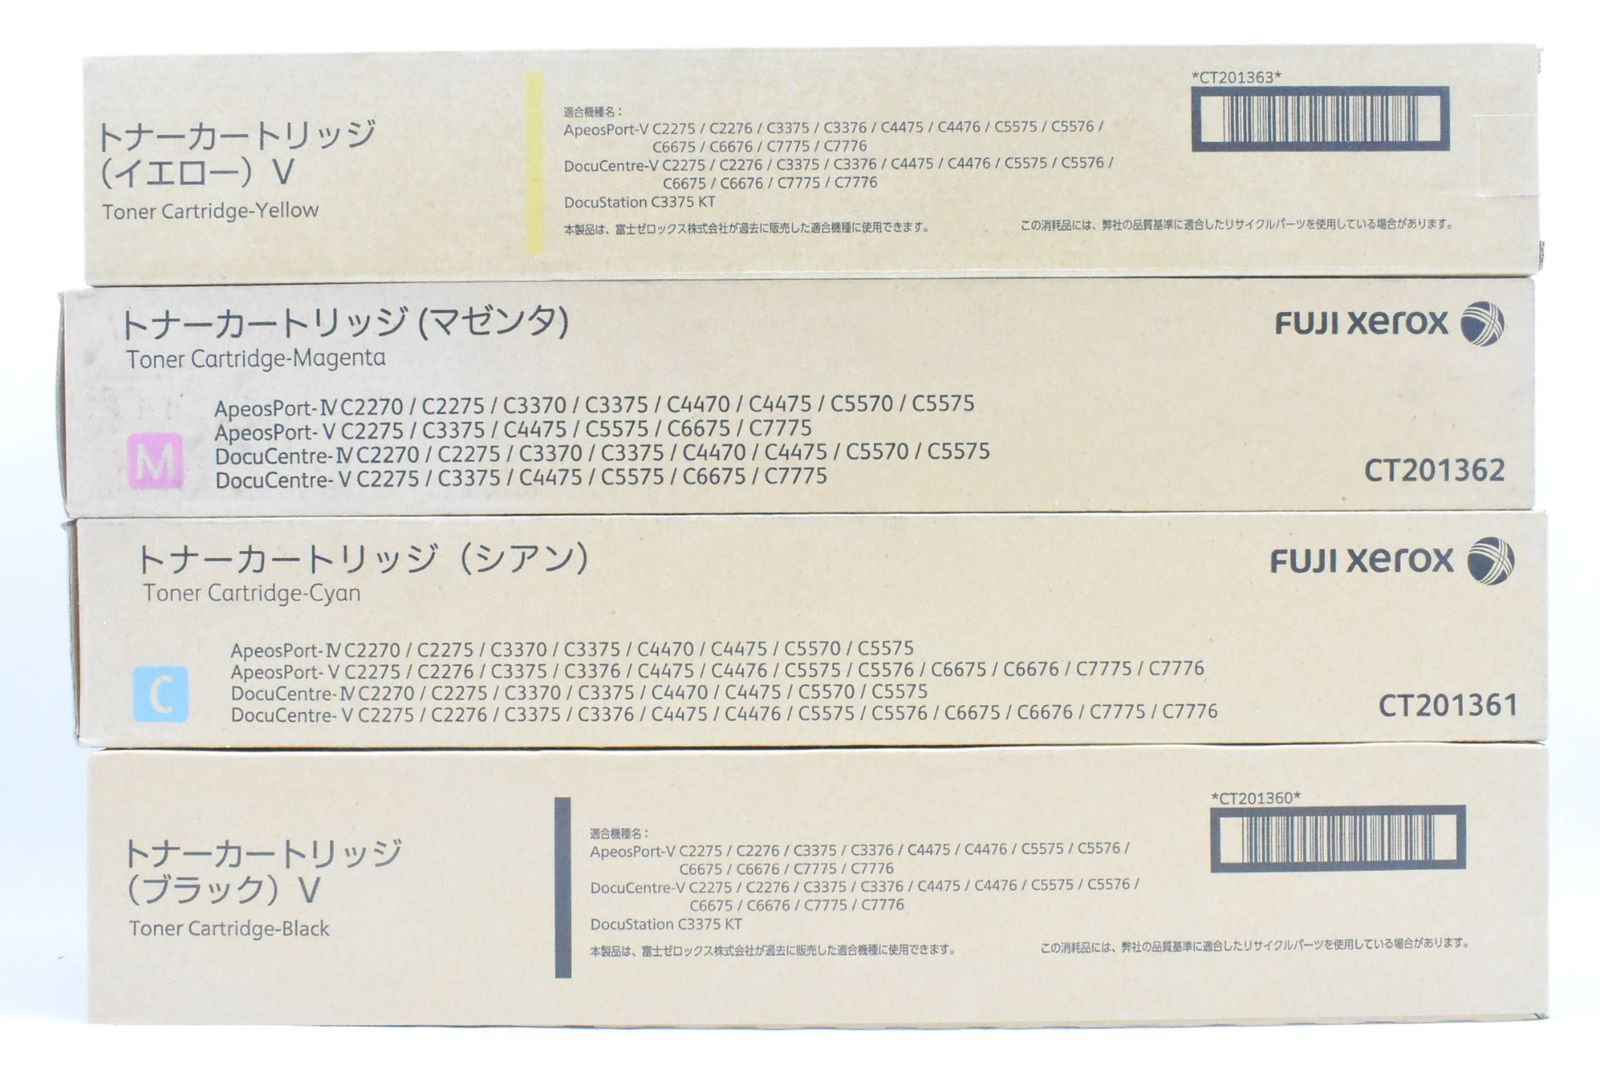 トナーカートリッジ
（イエロー）V
Toner Cartridge-Yellow
適合機種名：
ApeosPort-V C2275 / C2276 / C3375 / C3376 / C4475 / C4476 / C5575 / C5576 /
C6675 / C6676 / C7775 / C7776
DocuCentre-V C2275 / C2276 / C3375 / C3376 / C4475 / C4476 / C5575 / C5576 /
C6675 / C6676 / C7775 / C7776
DocuStation C3375 KT
本製品は、富士ゼロックス株式会社が過去に販売した適合機種に使用できます。
*CT201363*
この消耗品には、弊社の品質基準に適合したリサイクルパーツを使用している場合があります。
トナーカートリッジ(マゼンタ)
Toner Cartridge-Magenta
FUJI xerox
M
ApeosPort-Ⅳ C2270 / C2275 / C3370 / C3375 / C4470 / C4475 / C5570 / C5575
ApeosPort- V C2275 / C3375 / C4475 / C5575 / C6675 / C7775
DocuCentre-Ⅳ C2270 / C2275 / C3370 / C3375 / C4470 / C4475 / C5570 / C5575
DocuCentre- V C2275 / C3375 / C4475 / C5575 / C6675 / C7775
CT201362
トナーカートリッジ（シアン）
Toner Cartridge-Cyan
FUJI xerox
C
ApeosPort-Ⅳ C2270 / C2275 / C3370 / C3375 / C4470 / C4475 / C5570 / C5575
ApeosPort- V C2275 / C2276 / C3375 / C3376 / C4475 / C4476 / C5575 / C5576 / C6675 / C6676 / C7775 / C7776
DocuCentre-Ⅳ C2270 / C2275 / C3370 / C3375 / C4470 / C4475 / C5570 / C5575
DocuCentre- V C2275 / C2276 / C3375 / C3376 / C4475 / C4476 / C5575 / C5576 / C6675 / C6676 / C7775 / C7776
CT201361
トナーカートリッジ
（ブラック）V
Toner Cartridge-Black
適合機種名：
ApeosPort-V C2275 / C2276 / C3375 / C3376 / C4475 / C4476 / C5575 / C5576 /
C6675 / C6676 / C7775 / C7776
DocuCentre-V C2275 / C2276 / C3375 / C3376 / C4475 / C4476 / C5575 / C5576 /
C6675 / C6676 / C7775 / C7776
DocuStation C3375 KT
本製品は、富士ゼロックス株式会社が過去に販売した適合機種に使用できます。
*CT201360*
この消耗品には、弊社の品質基準に適合したリサイクルパーツを使用している場合があります。